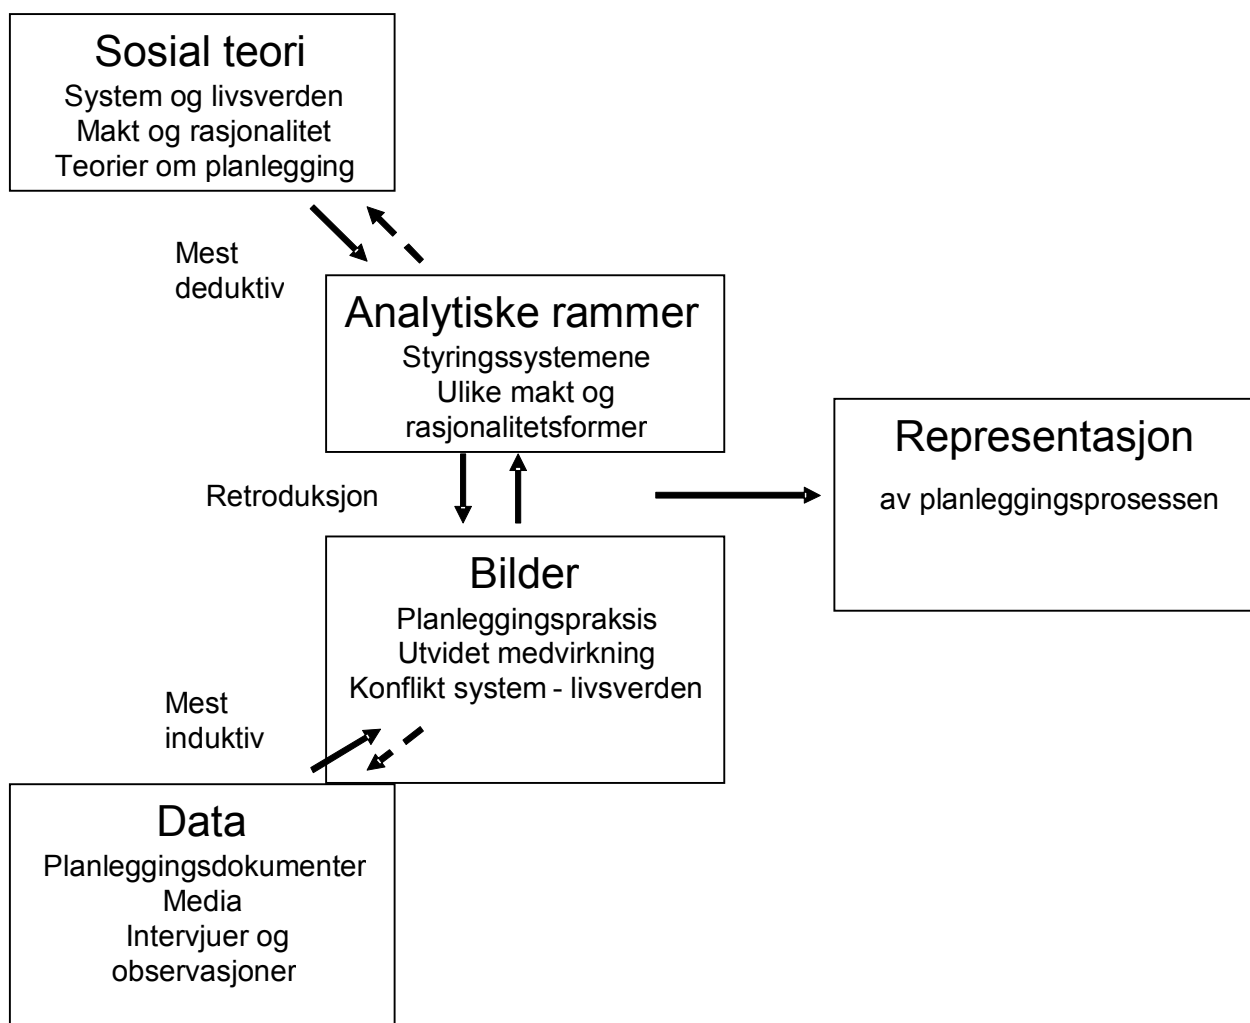 Sosial teori
System og livsverden
Makt og rasjonalitet
Teorier om planlegging
Mest
deduktiv
Analytiske rammer
Styringssystemene
Ulike makt og
rasjonalitetsformer
Retroduksjon
Representasjon
av planleggingsprosessen
Bilder
Planleggingspraksis
Utvidet medvirkning
Konflikt system - livsverden
Mest
induktiv
Data
Planleggingsdokumenter
Media
Intervjuer og
observasjoner